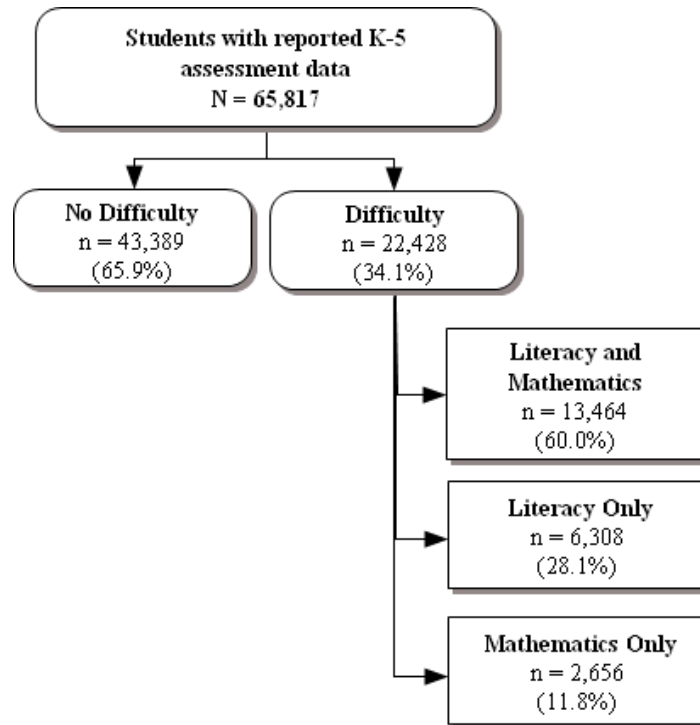 Students with reported K-5
assessment data
N = 65,817
No Difficulty
n = 43,389
(65.9%)
Difficulty
n = 22,428
(34.1%)
Literacy and
Mathematics
n = 13,464
(60.0%)
Literacy Only
n = 6,308
(28.1%)
Mathematics Only
n = 2,656
(11.8%)